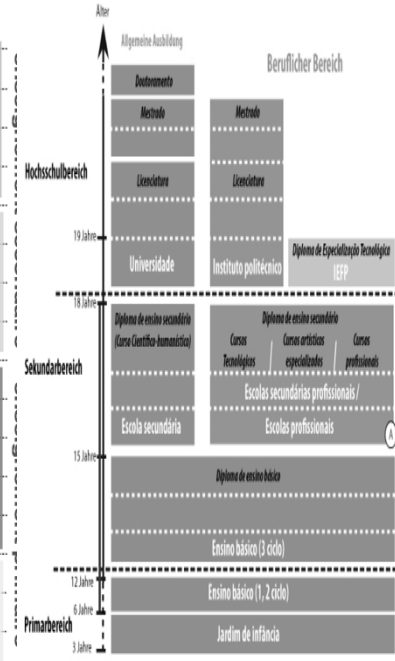 Alter
Allgemeine Ausbildung
Beruflicher Bereich
Doutoramento
Mestrado
Mestrado
Hochsschulbereich
Licenciatura
Licenciatura
19 Jahre
Universidade
Instituto politécnico
Diploma de Especialização Tecnológica
IEFP
18 Jahre
Diploma de ensino secundário
(Curso Científico-humanístico)
Diploma de ensino secundário
Cursos
Tecnológicos
/
Cursos artísticos
especializados
/
Cursos
profissionais
Sekundarbereich
Escolas secundárias profissionais /
Escola secundária
Escolas profissionais
A
15 Jahre
Diploma de ensino básico
Ensino básico (3 ciclo)
12 Jahre
Ensino básico (1, 2 ciclo)
6 Jahre
Primarbereich
Jardim de infância
3 Jahre